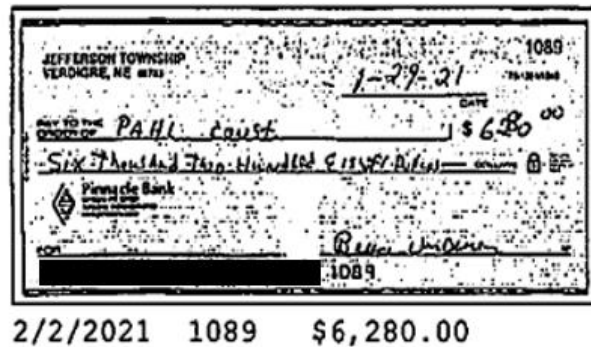 1089
JEFFERSON TOWNSHIP
VERDIGRE, NE
1-29-21
DATE
PAY TO THE
ORDER OF PAHL const $ 6280 00
Six Thousand Two Hundred Eighty
Pinnacle Bank
FOR
1089
2/2/2021 1089 $6,280.00